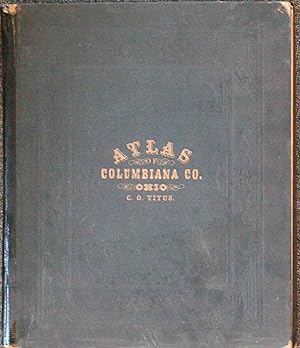 ATLAS
OF
COLUMBIANA CO.
OHIO
C. O. TITUS.